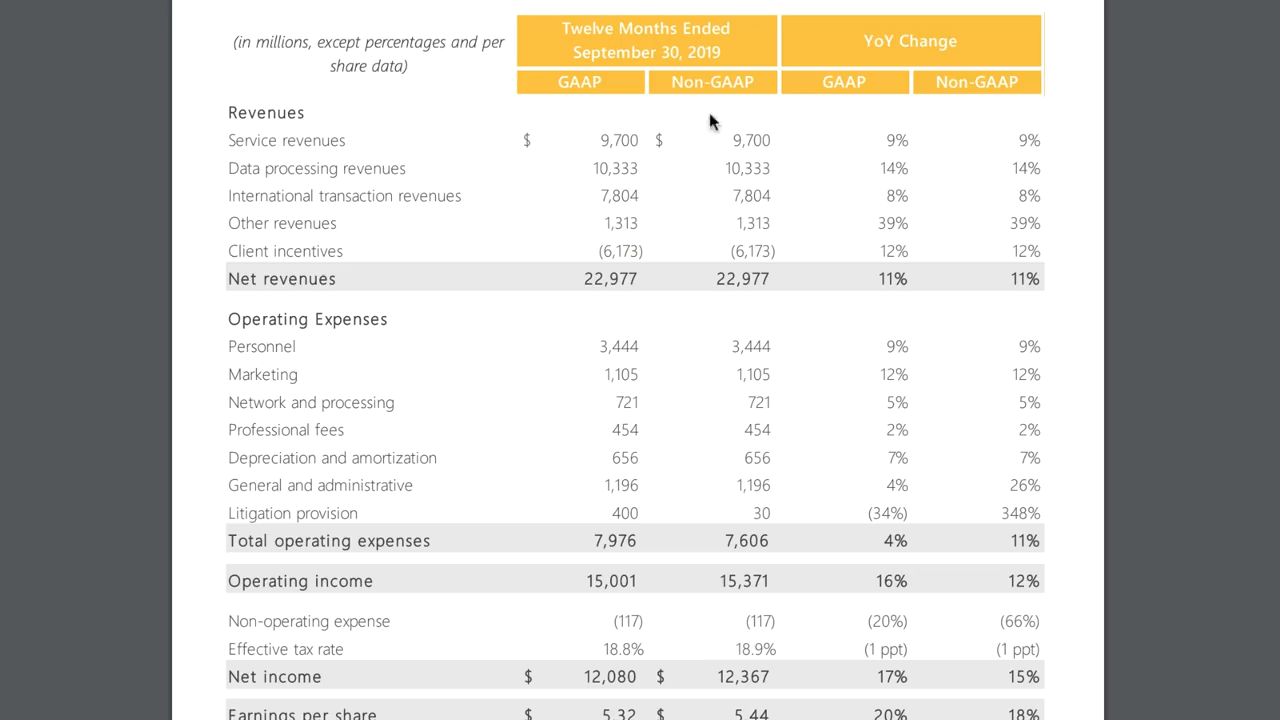 (in millions, except percentages and per share data)
Twelve Months Ended September 30, 2019
YoY Change
GAAP Non-GAAP GAAP Non-GAAP
Revenues
Service revenues $ 9,700 $ 9,700 9% 9%
Data processing revenues 10,333 10,333 14% 14%
International transaction revenues 7,804 7,804 8% 8%
Other revenues 1,313 1,313 39% 39%
Client incentives (6,173) (6,173) 12% 12%
Net revenues 22,977 22,977 11% 11%
Operating Expenses
Personnel 3,444 3,444 9% 9%
Marketing 1,105 1,105 12% 12%
Network and processing 721 721 5% 5%
Professional fees 454 454 2% 2%
Depreciation and amortization 656 656 7% 7%
General and administrative 1,196 1,196 4% 26%
Litigation provision 400 30 (34%) 348%
Total operating expenses 7,976 7,606 4% 11%
Operating income 15,001 15,371 16% 12%
Non-operating expense (117) (117) (20%) (66%)
Effective tax rate 18.8% 18.9% (1 ppt) (1 ppt)
Net income $ 12,080 $ 12,367 17% 15%
Earnings per share $ 5.32 $ 5.44 20% 18%